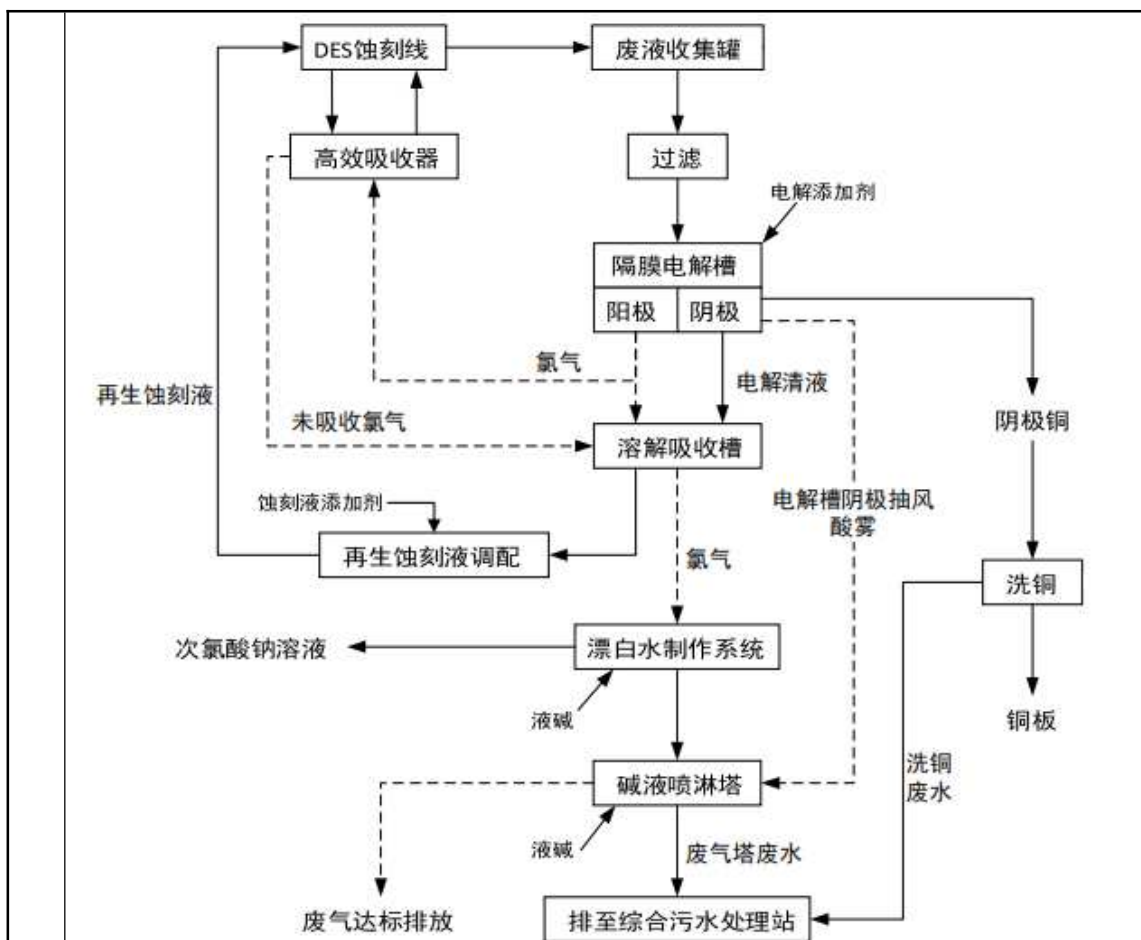 DES蚀刻线
废液收集罐
高效吸收器
过滤
电解添加剂
隔膜电解槽
阳极
阴极
氯气
电解清液
再生蚀刻液
未吸收氯气
阴极铜
溶解吸收槽
蚀刻液添加剂
电解槽阴极抽风
酸雾
再生蚀刻液调配
氯气
洗铜
次氯酸钠溶液
漂白水制作系统
液碱
铜板
碱液喷淋塔
洗铜
废水
液碱
废气塔废水
废气达标排放
排至综合污水处理站